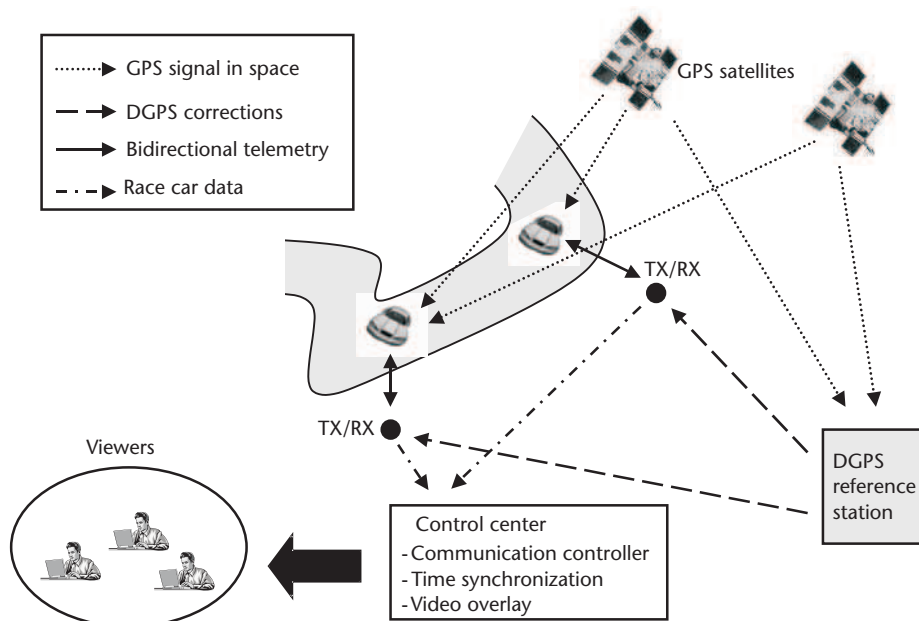 GPS signal in space
DGPS corrections
Bidirectional telemetry
Race car data
GPS satellites
TX/RX
TX/RX
Viewers
DGPS
reference
station
Control center
-Communication controller
-Time synchronization
-Video overlay